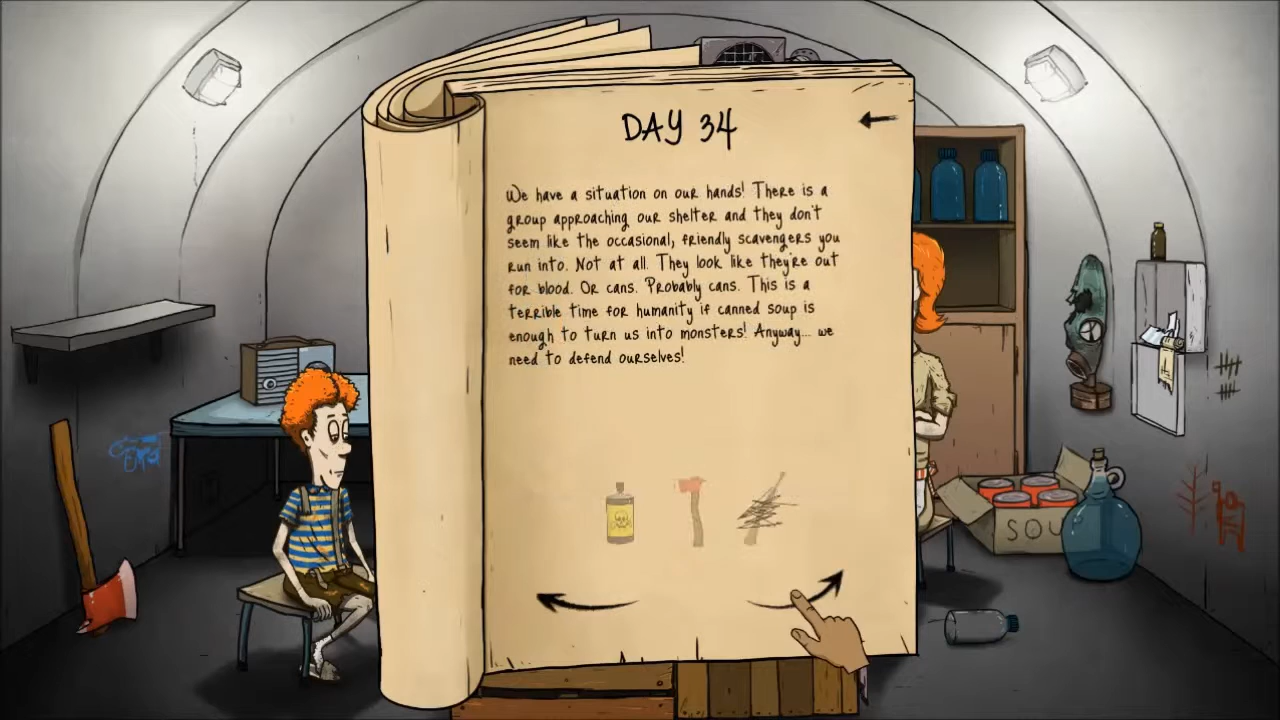 DAY 34
We have a situation on our hands! There is a
group approaching our shelter and they don't
seem like the occasional, friendly scavengers you
run into. Not at all. They look like they're out
for blood. Or cans. Probably cans. This is a
terrible time for humanity if canned soup is
enough to turn us into monsters! Anyway... we
need to defend ourselves!
SOUP